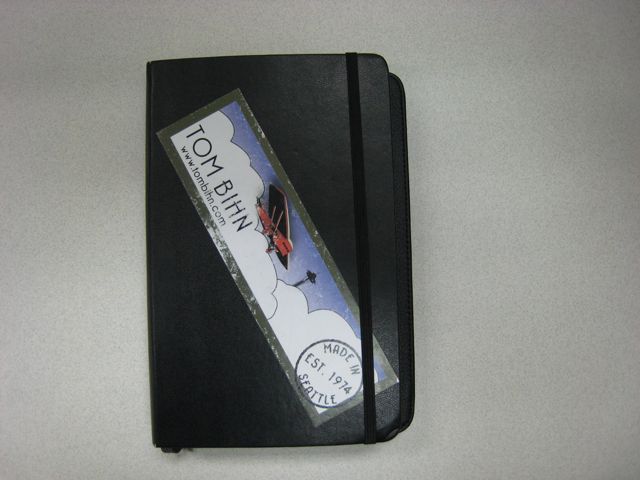 TOM BIHN
www.tombihn.com
MADE IN
EST. 1974
SEATTLE